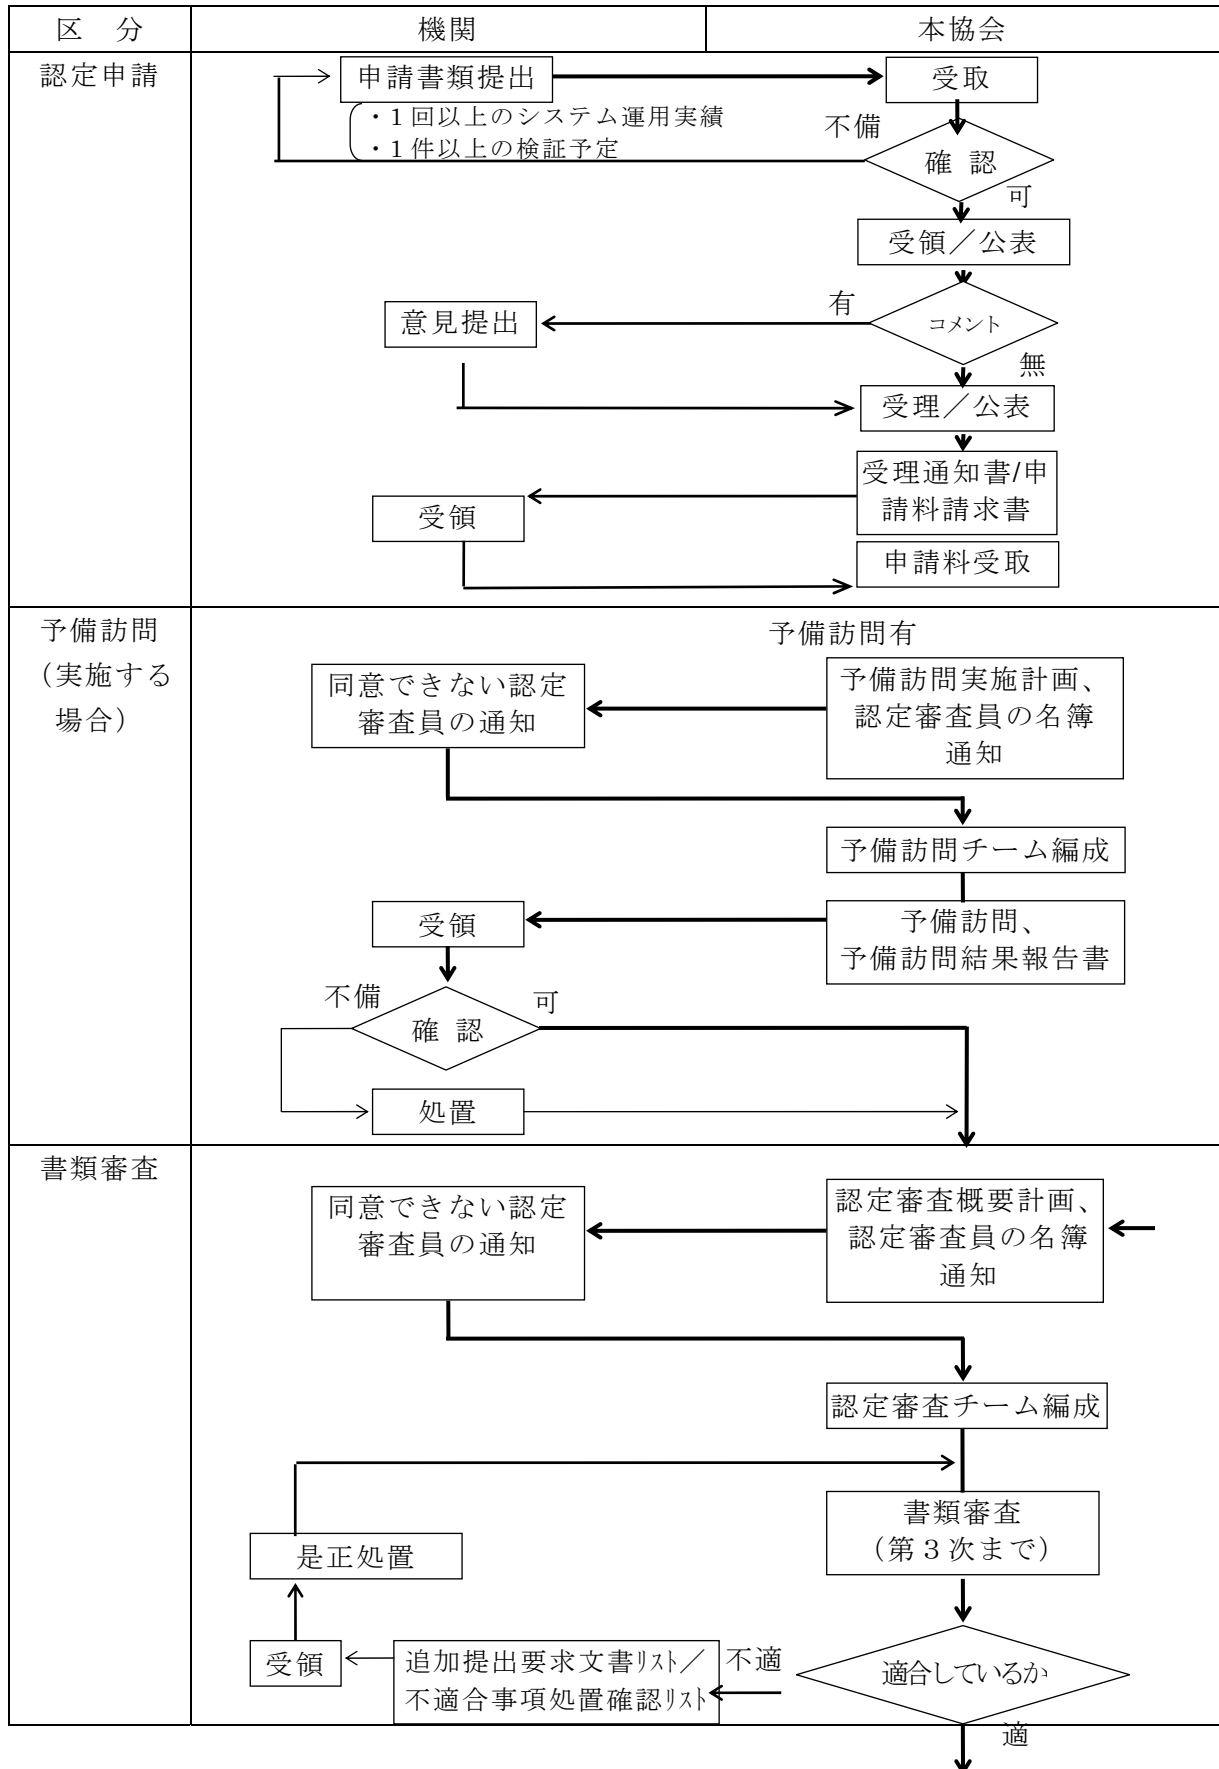 区　分
機関
本協会
認定申請
申請書類提出
受取
・1回以上のシステム運用実績
・1件以上の検証予定
不備
確 認
可
受領／公表
有
意見提出
コメント
無
受理／公表
受理通知書/申
請料請求書
受領
申請料受取
予備訪問
（実施する
場合）
予備訪問有
同意できない認定
審査員の通知
予備訪問実施計画、
認定審査員の名簿
通知
予備訪問チーム編成
受領
予備訪問、
予備訪問結果報告書
不備
可
確 認
処置
書類審査
同意できない認定
審査員の通知
認定審査概要計画、
認定審査員の名簿
通知
認定審査チーム編成
書類審査
（第３次まで）
是正処置
受領
追加提出要求文書ﾘｽﾄ／
不適合事項処置確認ﾘｽﾄ
不適
適合しているか
適